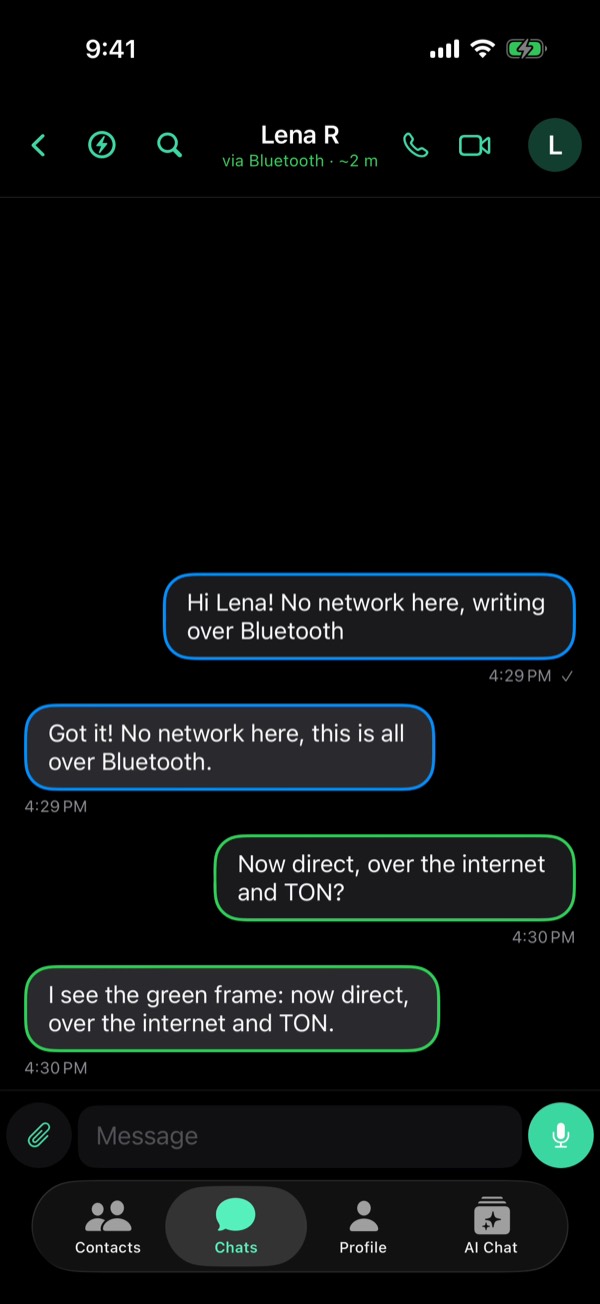 9:41
Lena R
via Bluetooth · ~2 m
L
Hi Lena! No network here, writing
over Bluetooth
4:29 PM ✓
Got it! No network here, this is all
over Bluetooth.
4:29 PM
Now direct, over the internet
and TON?
4:30 PM
I see the green frame: now direct,
over the internet and TON.
4:30 PM
Message
Contacts
Chats
Profile
AI Chat